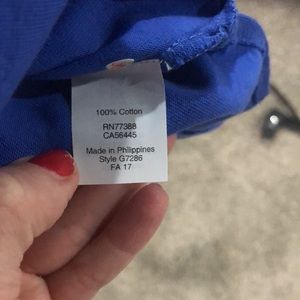 100% Cotton
RN77388
CA56445
Made in Philippines
Style G7286
FA 17